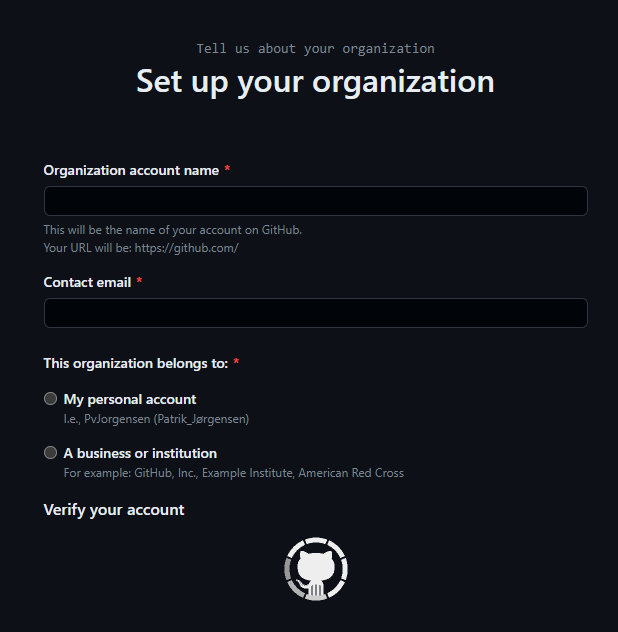 Tell us about your organization
Set up your organization
Organization account name *
This will be the name of your account on GitHub.
Your URL will be: https://github.com/
Contact email *
This organization belongs to: *
My personal account
I.e., PvJorgensen (Patrik_Jørgensen)
A business or institution
For example: GitHub, Inc., Example Institute, American Red Cross
Verify your account